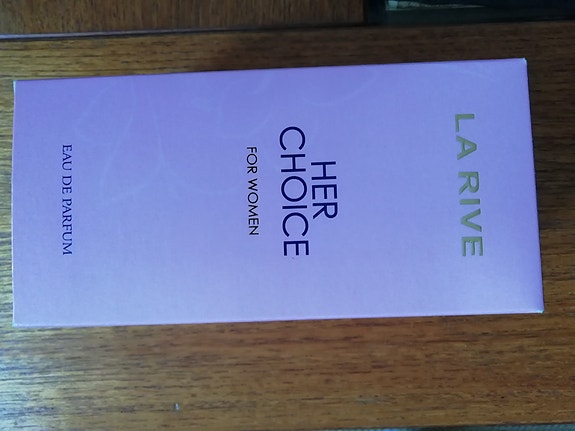 LA RIVE
HER
CHOICE
FOR WOMEN
EAU DE PARFUM